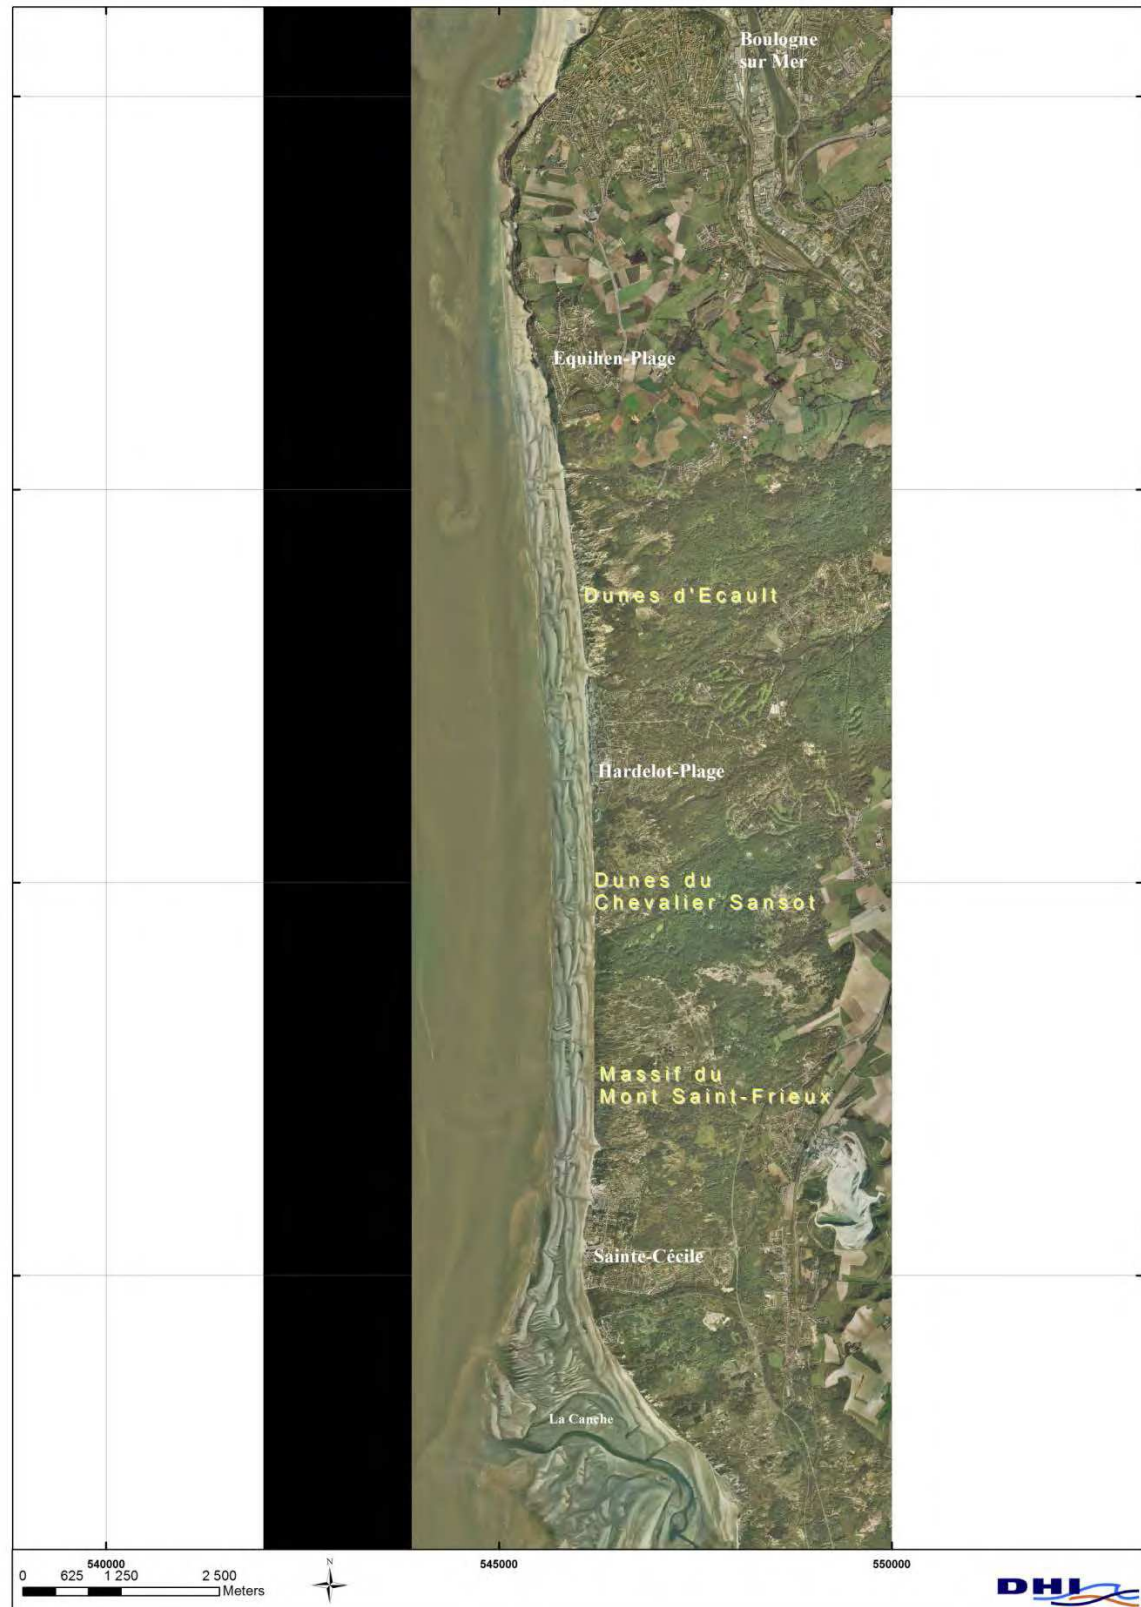 Boulogne
sur Mer
Equihen-Plage
Dunes d'Ecault
Hardelot-Plage
Dunes du
Chevalier Sansot
Massif du
Mont Saint-Frieux
Sainte-Cécile
La Canche
540000
545000
550000
0 625 1 250 2 500
Meters
N
DHI